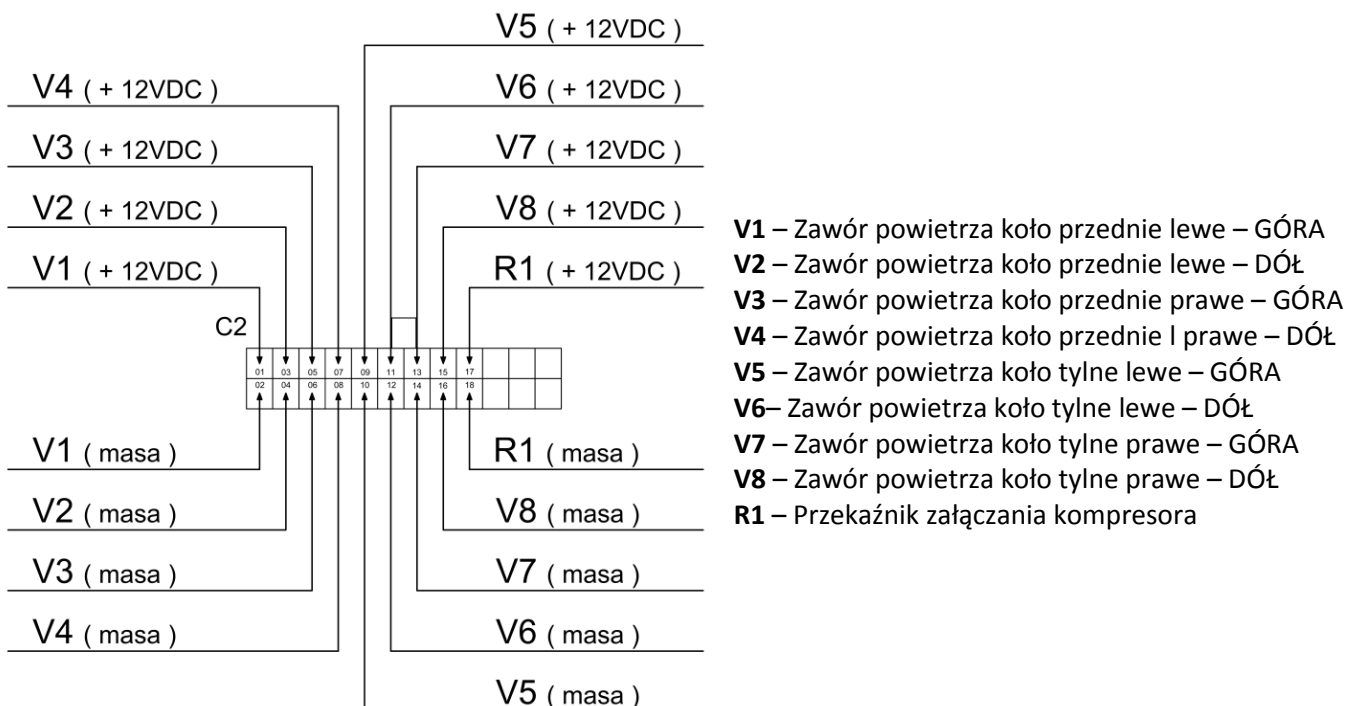 V5 ( + 12VDC )
V4 ( + 12VDC )
V6 ( + 12VDC )
V3 ( + 12VDC )
V7 ( + 12VDC )
V2 ( + 12VDC )
V8 ( + 12VDC )
V1 ( + 12VDC )
R1 ( + 12VDC )
C2
01 03 05 07 09 11 13 15 17
02 04 06 08 10 12 14 16 18
V1 ( masa )
R1 ( masa )
V2 ( masa )
V8 ( masa )
V3 ( masa )
V7 ( masa )
V4 ( masa )
V6 ( masa )
V5 ( masa )
V1 – Zawór powietrza koło przednie lewe – GÓRA
V2 – Zawór powietrza koło przednie lewe – DÓŁ
V3 – Zawór powietrza koło przednie prawe – GÓRA
V4 – Zawór powietrza koło przednie l prawe – DÓŁ
V5 – Zawór powietrza koło tylne lewe – GÓRA
V6– Zawór powietrza koło tylne lewe – DÓŁ
V7 – Zawór powietrza koło tylne prawe – GÓRA
V8 – Zawór powietrza koło tylne prawe – DÓŁ
R1 – Przekaźnik załączania kompresora